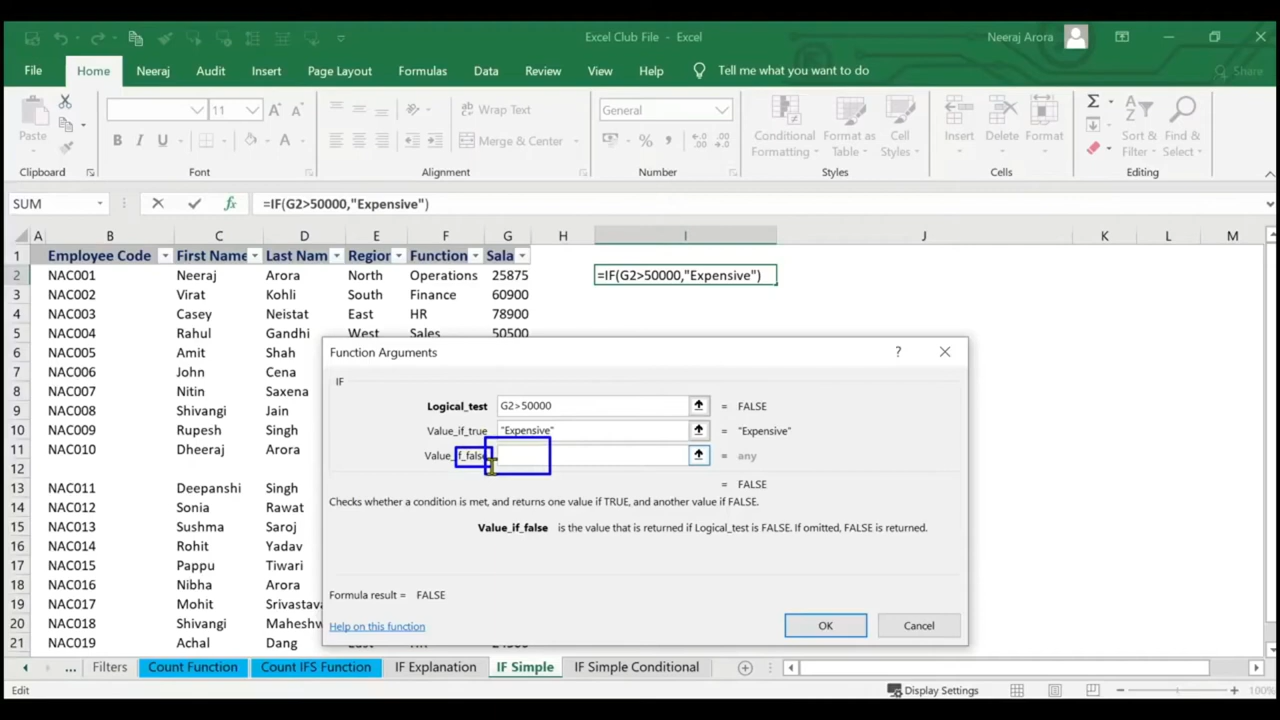 Excel Club File - Excel
Neeraj Arora
File Home Neeraj Audit Insert Page Layout Formulas Data Review View Help Tell me what you want to do Share
Paste
11
Wrap Text
General
Merge & Center
Conditional Formatting
Format as Table
Cell Styles
Insert Delete Format
Sort & Filter
Find & Select
Clipboard Font Alignment Number Styles Cells Editing
SUM fx =IF(G2>50000,"Expensive")
A B C D E F G H I J K L M
1 Employee Code First Name Last Nam Region Function Sala
2 NAC001 Neeraj Arora North Operations 25875 =IF(G2>50000,"Expensive")
3 NAC002 Virat Kohli South Finance 60900
4 NAC003 Casey Neistat East HR 78900
5 NAC004 Rahul Gandhi West Sales 50500
6 NAC005 Amit Shah
7 NAC006 John Cena
8 NAC007 Nitin Saxena
9 NAC008 Shivangi Jain
10 NAC009 Rupesh Singh
11 NAC010 Dheeraj Arora
12
13 NAC011 Deepanshi Singh
14 NAC012 Sonia Rawat
15 NAC013 Sushma Saroj
16 NAC014 Rohit Yadav
17 NAC015 Pappu Tiwari
18 NAC016 Nibha Arora
19 NAC017 Mohit Srivastava
20 NAC018 Shivangi Maheshw
21 NAC019 Achal Dang
Function Arguments ?
IF
Logical_test G2>50000 = FALSE
Value_if_true "Expensive" = "Expensive"
Value_if_false = any
= FALSE
Checks whether a condition is met, and returns one value if TRUE, and another value if FALSE.
Value_if_false is the value that is returned if Logical_test is FALSE. If omitted, FALSE is returned.
Formula result = FALSE
Help on this function
OK Cancel
... Filters Count Function Count IFS Function IF Explanation IF Simple IF Simple Conditional
Edit Display Settings 100%